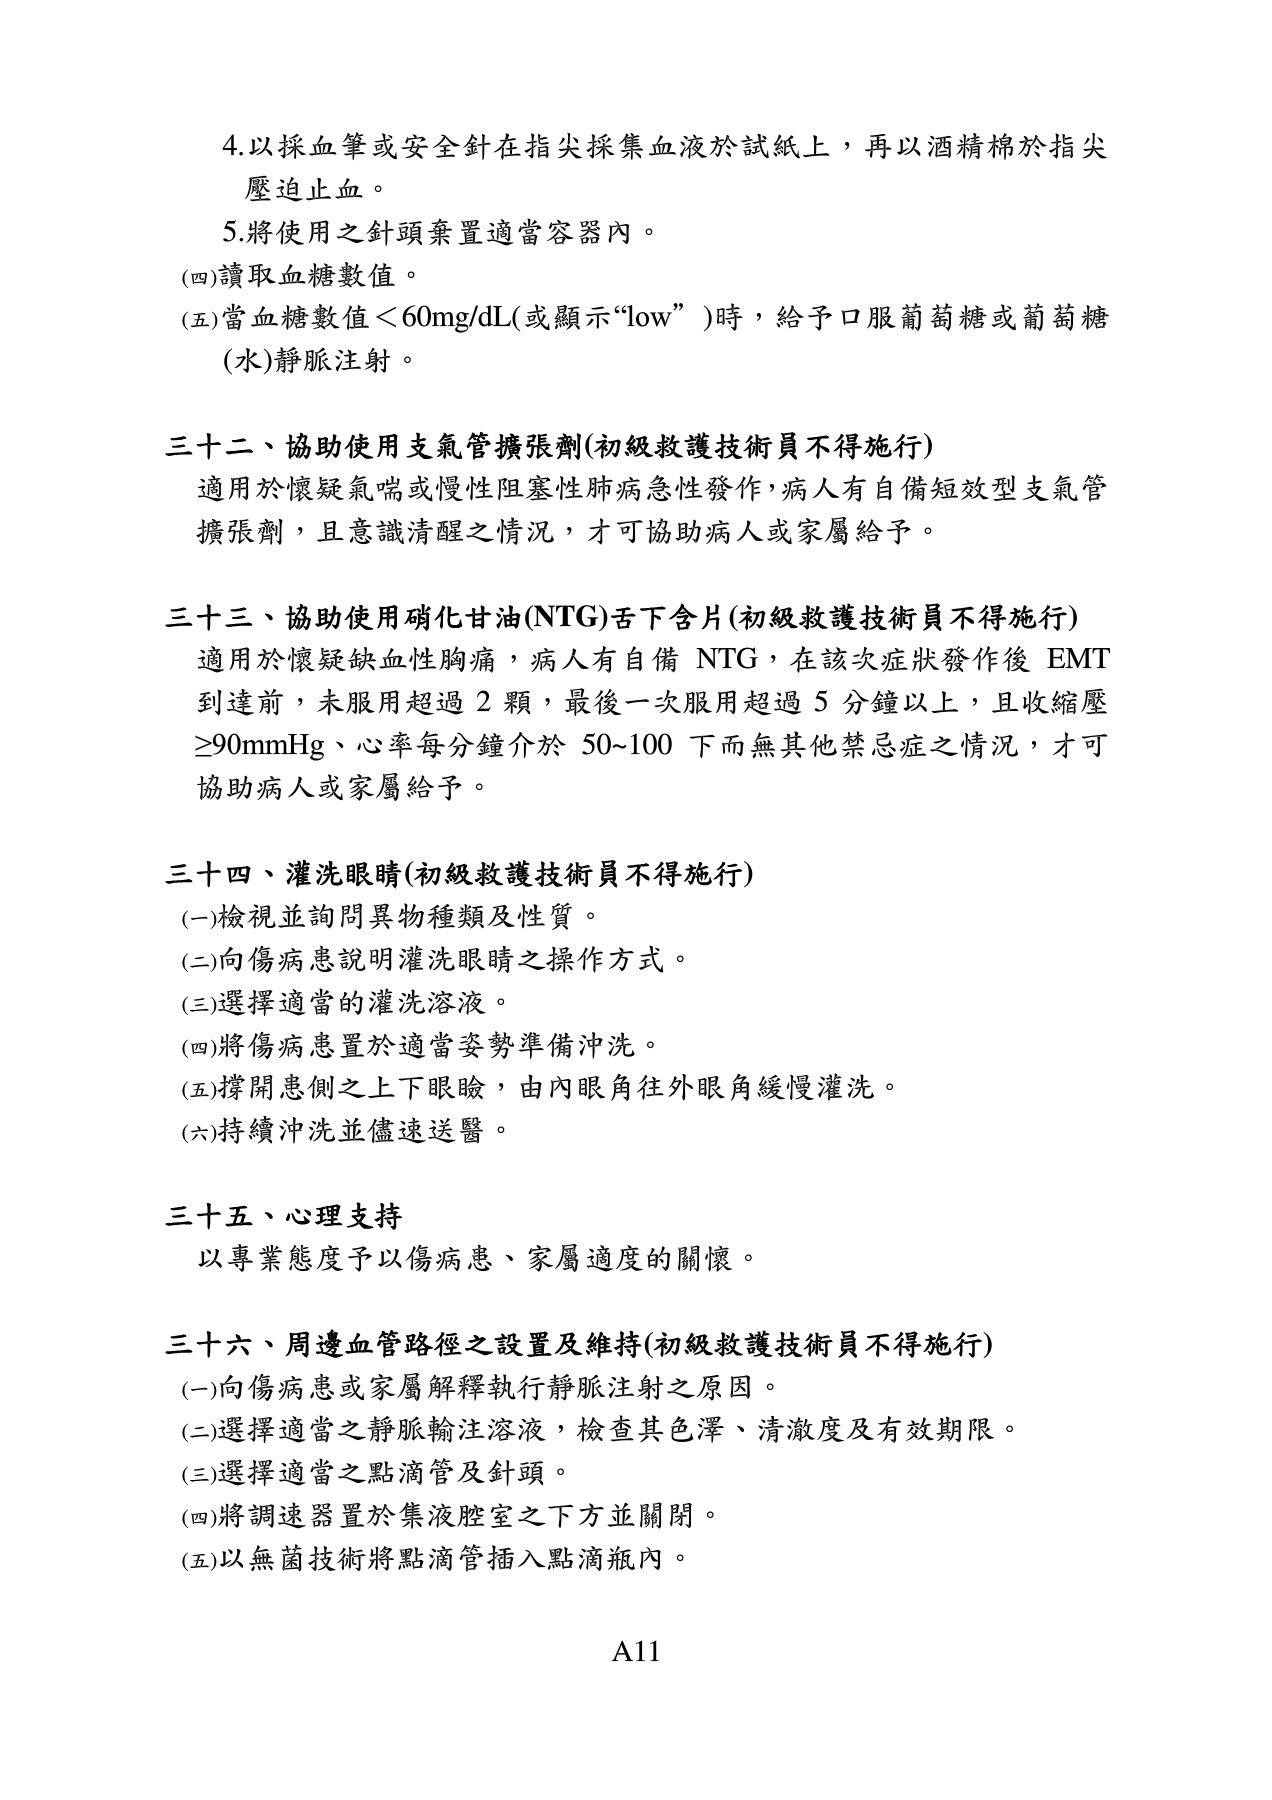 4.以採血筆或安全針在指尖採集血液於試紙上，再以酒精棉於指尖
壓迫止血。
5.將使用之針頭棄置適當容器內。
(四)讀取血糖數值。
(五)當血糖數值＜60mg/dL(或顯示“low”)時，給予口服葡萄糖或葡萄糖
(水)靜脈注射。
三十二、協助使用支氣管擴張劑(初級救護技術員不得施行)
適用於懷疑氣喘或慢性阻塞性肺病急性發作，病人有自備短效型支氣管
擴張劑，且意識清醒之情況，才可協助病人或家屬給予。
三十三、協助使用硝化甘油(NTG)舌下含片(初級救護技術員不得施行)
適用於懷疑缺血性胸痛，病人有自備 NTG，在該次症狀發作後 EMT
到達前，未服用超過 2 顆，最後一次服用超過 5 分鐘以上，且收縮壓
≥90mmHg、心率每分鐘介於 50~100 下而無其他禁忌症之情況，才可
協助病人或家屬給予。
三十四、灌洗眼睛(初級救護技術員不得施行)
(一)檢視並詢問異物種類及性質。
(二)向傷病患說明灌洗眼睛之操作方式。
(三)選擇適當的灌洗溶液。
(四)將傷病患置於適當姿勢準備沖洗。
(五)撐開患側之上下眼瞼，由內眼角往外眼角緩慢灌洗。
(六)持續沖洗並儘速送醫。
三十五、心理支持
以專業態度予以傷病患、家屬適度的關懷。
三十六、周邊血管路徑之設置及維持(初級救護技術員不得施行)
(一)向傷病患或家屬解釋執行靜脈注射之原因。
(二)選擇適當之靜脈輸注溶液，檢查其色澤、清澈度及有效期限。
(三)選擇適當之點滴管及針頭。
(四)將調速器置於集液腔室之下方並關閉。
(五)以無菌技術將點滴管插入點滴瓶內。
A11